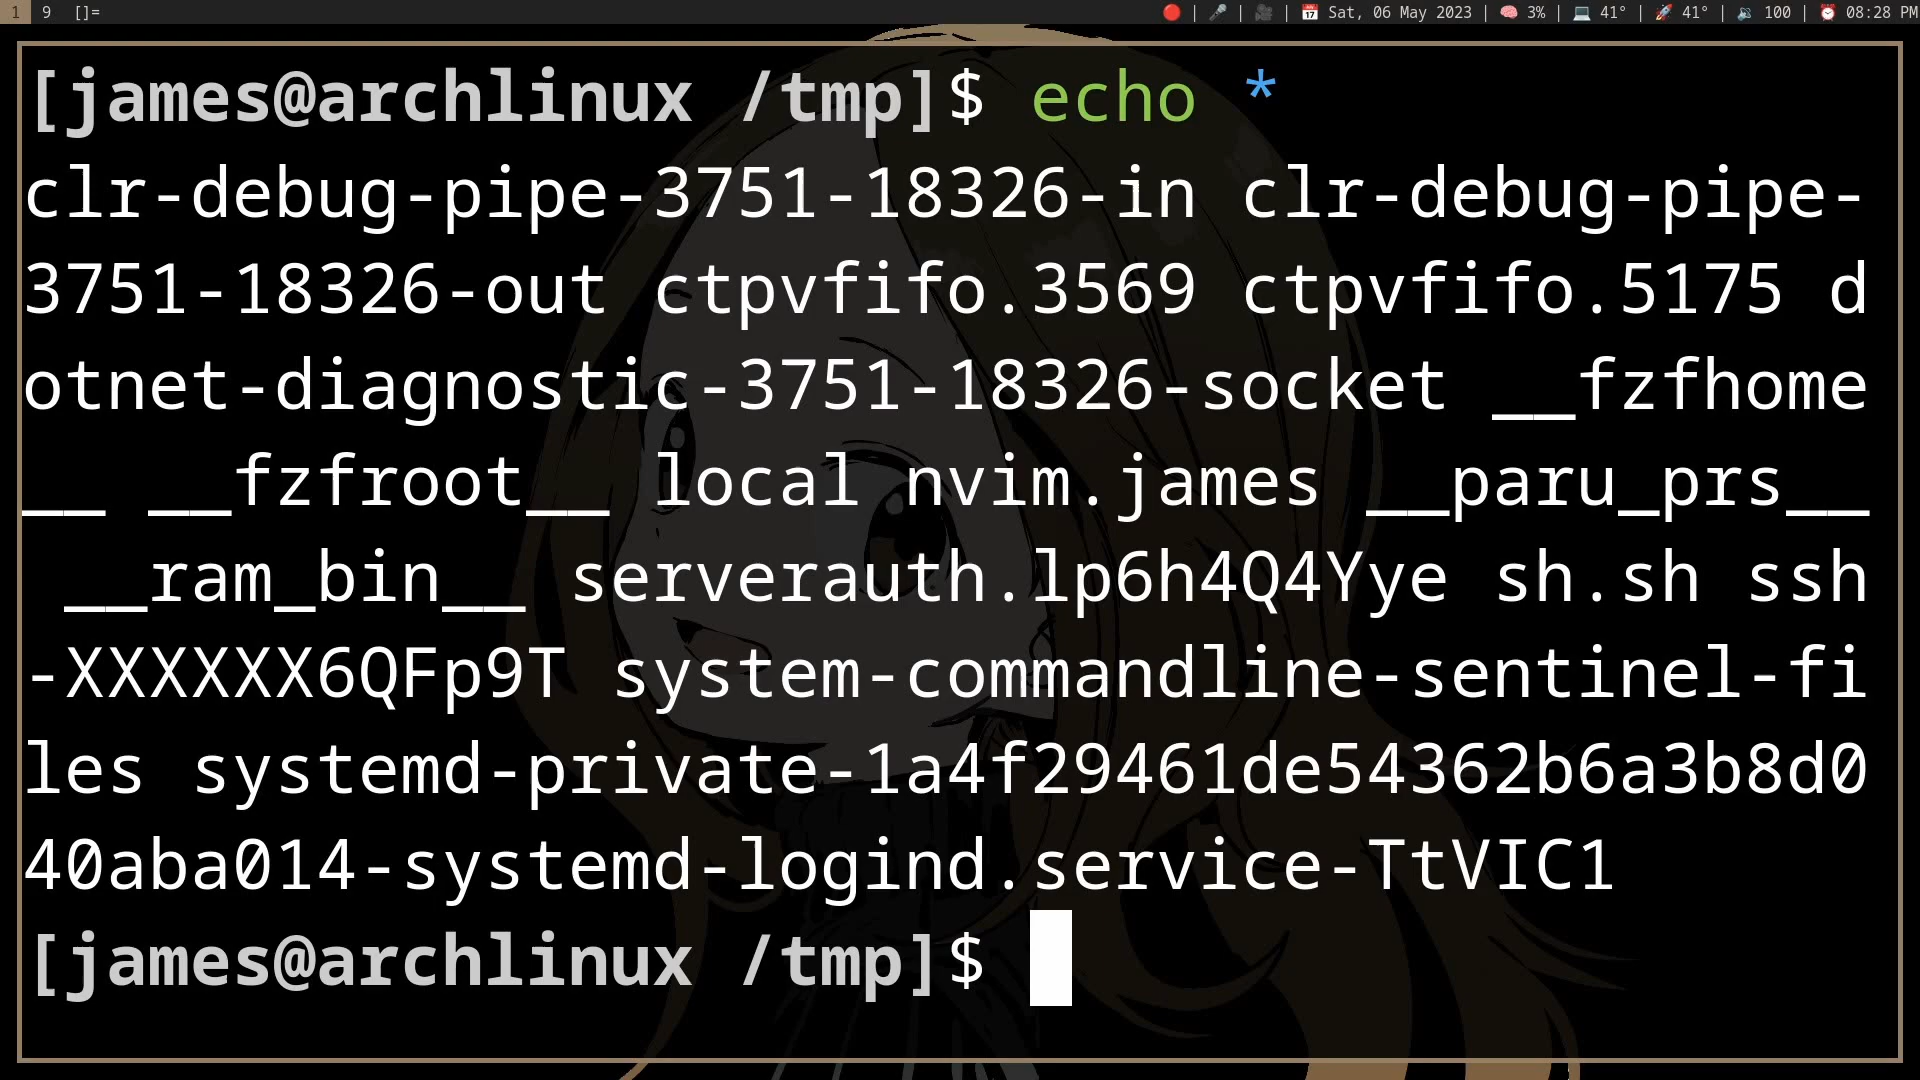 1 9 []= | | | Sat, 06 May 2023 | 3% | 41° | 41° | 100 | 08:28 PM
[james@archlinux /tmp]$ echo *
clr-debug-pipe-3751-18326-in clr-debug-pipe-
3751-18326-out ctpvfifo.3569 ctpvfifo.5175 d
otnet-diagnostic-3751-18326-socket __fzfhome
__ __fzfroot__ local nvim.james __paru_prs__
 __ram_bin__ serverauth.lp6h4Q4Yye sh.sh ssh
-XXXXXX6QFp9T system-commandline-sentinel-fi
les systemd-private-1a4f29461de54362b6a3b8d0
40aba014-systemd-logind.service-TtVIC1
[james@archlinux /tmp]$